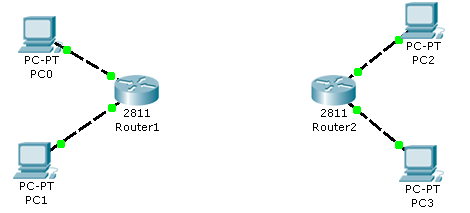 PC-PT
PC0
2811
Router1
PC-PT
PC1
PC-PT
PC2
2811
Router2
PC-PT
PC3